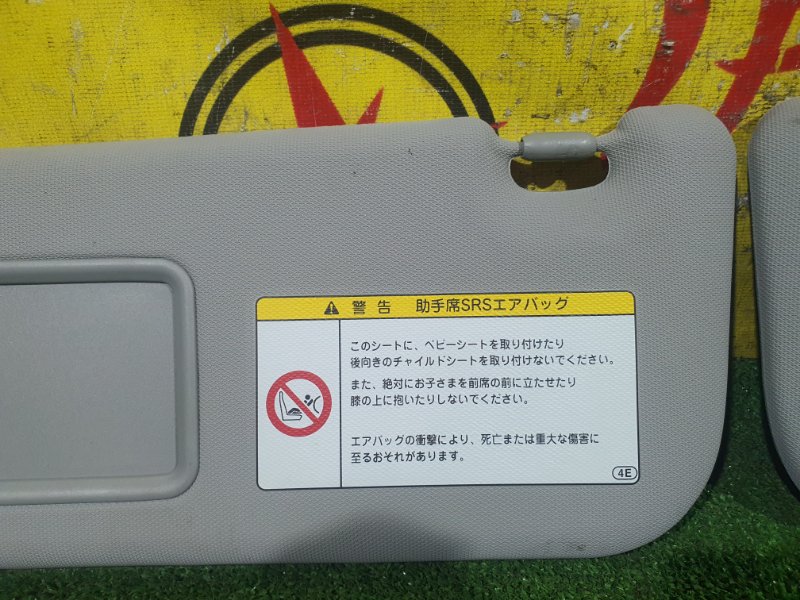 警告 助手席SRSエアバッグ
このシートに、ベビーシートを取り付けたり
後向きのチャイルドシートを取り付けないでください。
また、絶対にお子さまを前席の前に立たせたり
膝の上に抱いたりしないでください。
エアバッグの衝撃により、死亡または重大な傷害に
至るおそれがあります。
4E